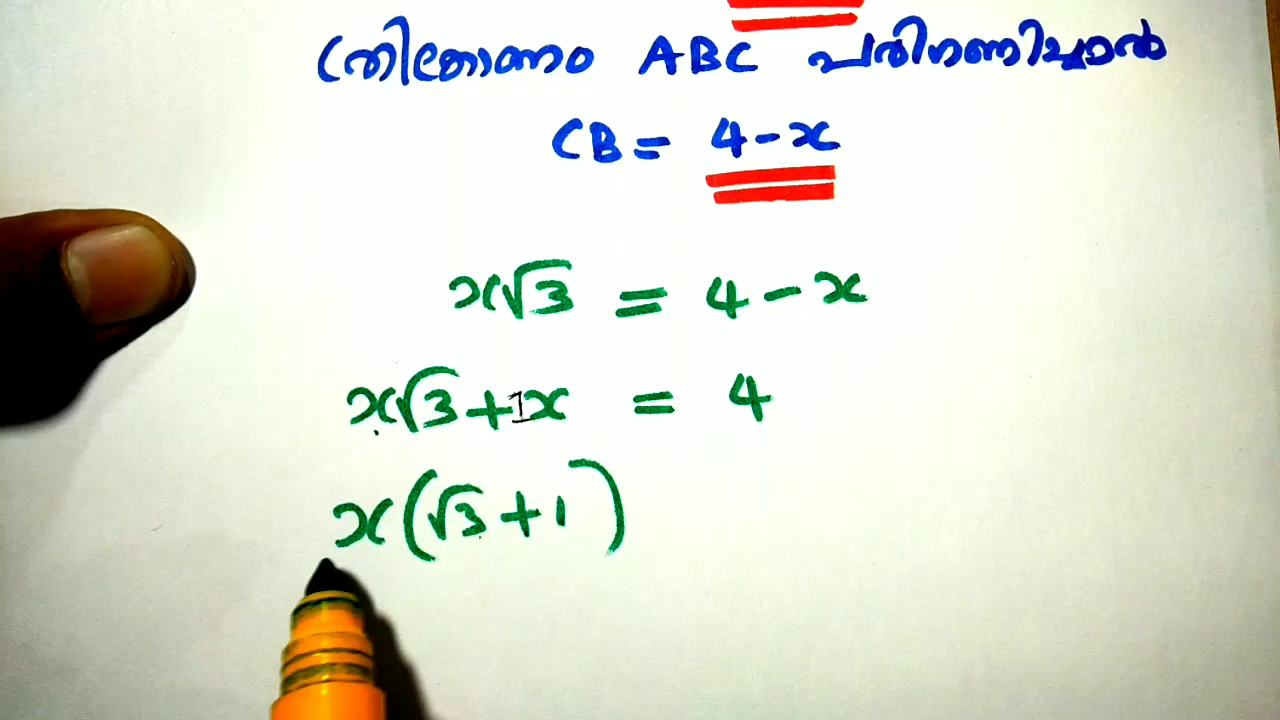 ത്രികോണം ABC പരിഗണിച്ചാൽ
CB = 4-x
x√3 = 4-x
x√3+1x = 4
x(√3+1)